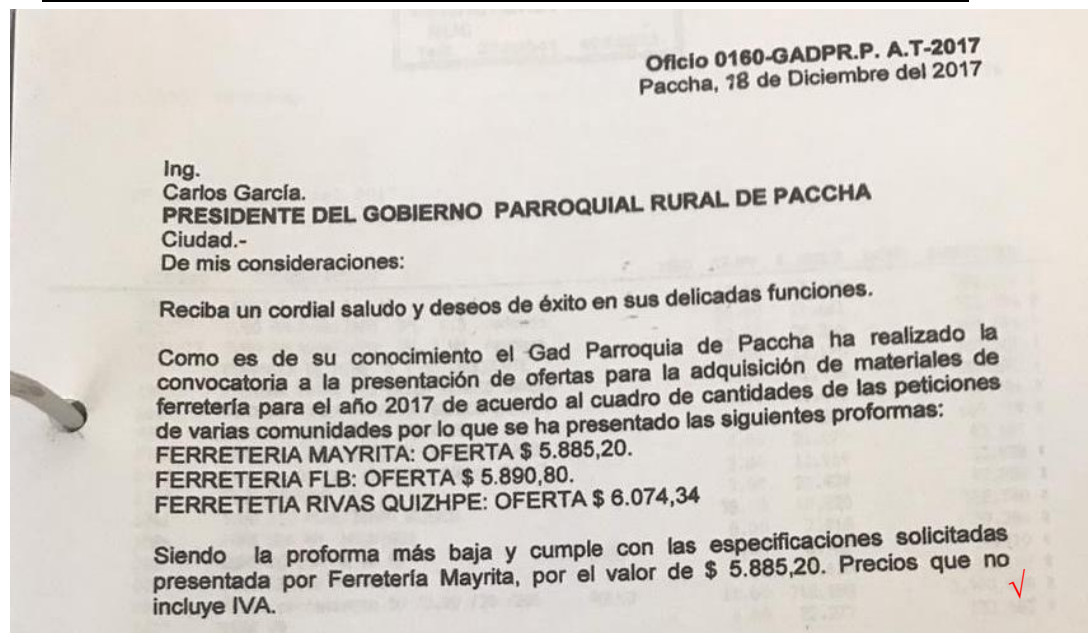 Oficio 0160-GADPR.P. A.T-2017
Paccha, 18 de Diciembre del 2017
Ing.
Carlos García.
PRESIDENTE DEL GOBIERNO PARROQUIAL RURAL DE PACCHA
Ciudad.-
De mis consideraciones:
Reciba un cordial saludo y deseos de éxito en sus delicadas funciones.
Como es de su conocimiento el Gad Parroquia de Paccha ha realizado la
convocatoria a la presentación de ofertas para la adquisición de materiales de
ferretería para el año 2017 de acuerdo al cuadro de cantidades de las peticiones
de varias comunidades por lo que se ha presentado las siguientes proformas:
FERRETERIA MAYRITA: OFERTA $ 5.885,20.
FERRETERIA FLB: OFERTA $ 5.890,80.
FERRETETIA RIVAS QUIZHPE: OFERTA $ 6.074,34
Siendo la proforma más baja y cumple con las especificaciones solicitadas
presentada por Ferretería Mayrita, por el valor de $ 5.885,20. Precios que no
incluye IVA.